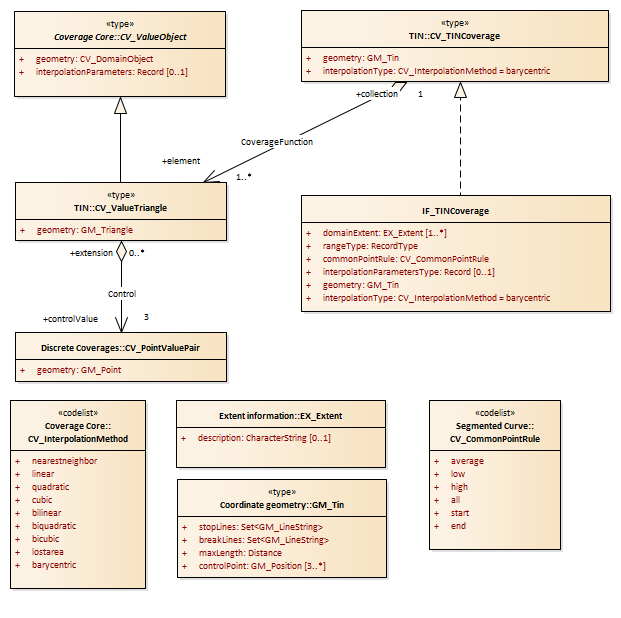 «type»
Coverage Core::CV_ValueObject
+ geometry: CV_DomainObject
+ interpolationParameters: Record [0..1]
«type»
TIN::CV_TINCoverage
+ geometry: GM_Tin
+ interpolationType: CV_InterpolationMethod = barycentric
+collection 1
CoverageFunction
+element
1..*
«type»
TIN::CV_ValueTriangle
+ geometry: GM_Triangle
IF_TINCoverage
+ domainExtent: EX_Extent [1..*]
+ rangeType: RecordType
+ commonPointRule: CV_CommonPointRule
+ interpolationParametersType: Record [0..1]
+ geometry: GM_Tin
+ interpolationType: CV_InterpolationMethod = barycentric
+extension 0..*
Control
+controlValue 3
Discrete Coverages::CV_PointValuePair
+ geometry: GM_Point
«codelist»
Coverage Core::
CV_InterpolationMethod
+ nearestneighbor
+ linear
+ quadratic
+ cubic
+ bilinear
+ biquadratic
+ bicubic
+ lostarea
+ barycentric
Extent information::EX_Extent
+ description: CharacterString [0..1]
«type»
Coordinate geometry::GM_Tin
+ stopLines: Set<GM_LineString>
+ breakLines: Set<GM_LineString>
+ maxLength: Distance
+ controlPoint: GM_Position [3..*]
«codelist»
Segmented Curve::
CV_CommonPointRule
+ average
+ low
+ high
+ all
+ start
+ end